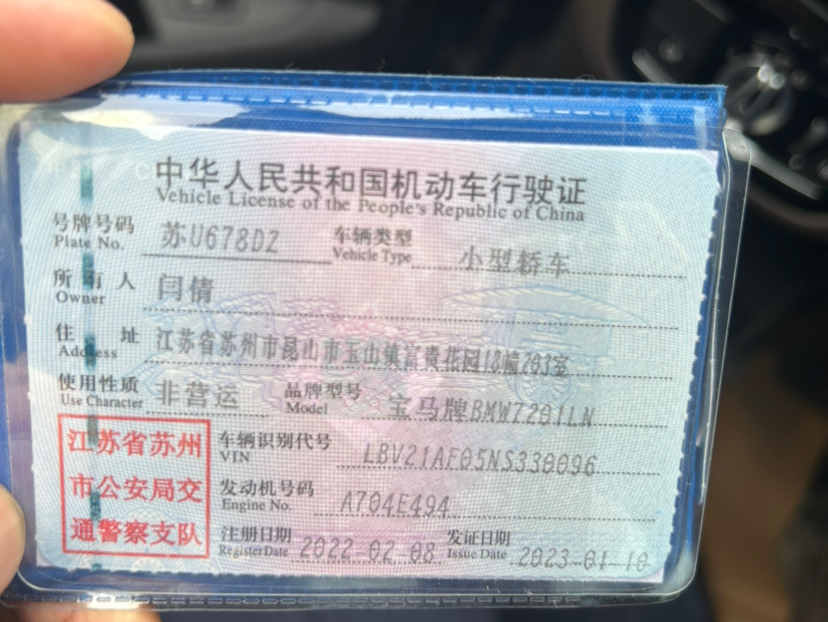 中华人民共和国机动车行驶证
Vehicle License of the People's Republic of China
号牌号码 苏U678DZ 车辆类型 小型轿车
Plate No. Vehicle Type
所有人 闫倩
Owner
住址 江苏省苏州市昆山市玉山镇富贵花园18幢203室
Address
使用性质 非营运 品牌型号 宝马牌BMW7201LN
Use Character Model
江苏省苏州
市公安局交
通警察支队
车辆识别代号 LBV21AF05NS330096
VIN
发动机号码 A704E494
Engine No.
注册日期 2022-02-08 发证日期 2023-01-10
Register Date Issue Date